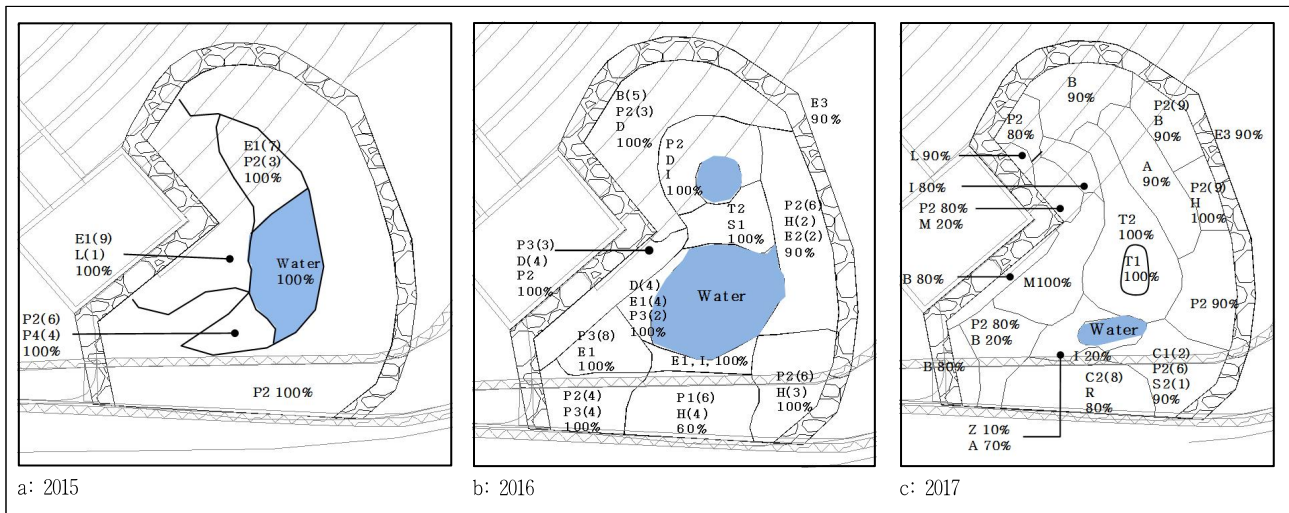 E1(7)
P2(3)
100%
E1(9)
L(1)
100%
Water
100%
P2(6)
P4(4)
100%
P2 100%
a: 2015
B(5)
P2(3)
D
100%
E3
90%
P2
D
I
100%
T2
S1
100%
P2(6)
H(2)
E2(2)
90%
P3(3)
D(4)
P2
100%
D(4)
E1(4)
P3(2)
100%
Water
P3(8)
E1
100%
E1, I, 100%
P2(4)
P3(4)
100%
P1(6)
H(4)
60%
P2(6)
H(3)
100%
b: 2016
B
90%
P2(9)
B
90%
P2
80%
E3 90%
L 90%
A
90%
I 80%
P2(9)
H
100%
P2 80%
M 20%
T2
100%
T1
100%
B 80%
M100%
P2 90%
P2 80%
B 20%
Water
I 20%
B 80%
C1(2)
P2(6)
S2(1)
90%
C2(8)
R
80%
Z 10%
A 70%
c: 2017